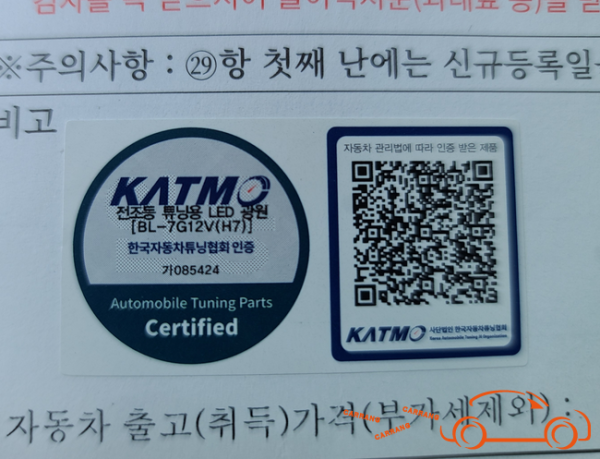 ※주의사항 : ㉙항 첫째 난에는 신규등록일
비고
KATMO
전조등 튜닝용 LED 광원
[BL-7G12V(H7)]
한국자동차튜닝협회 인증
가085424
Automobile Tuning Parts
Certified
자동차 관리법에 따라 인증 받은 제품
KATMO 사단법인 한국자동차튜닝협회
자동차 출고(취득)가격(부가세제외) :
CARKANG CARKANG
CARKANG CARKANG